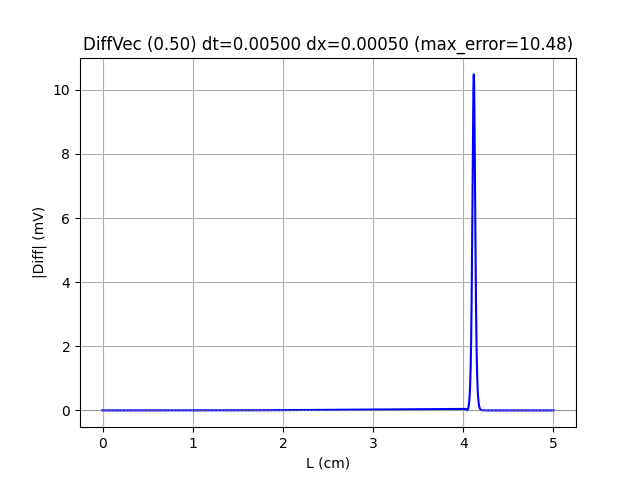 DiffVec (0.50) dt=0.00500 dx=0.00050 (max_error=10.48)
10
8
6
4
2
0
|Diff| (mV)
0 1 2 3 4 5
L (cm)